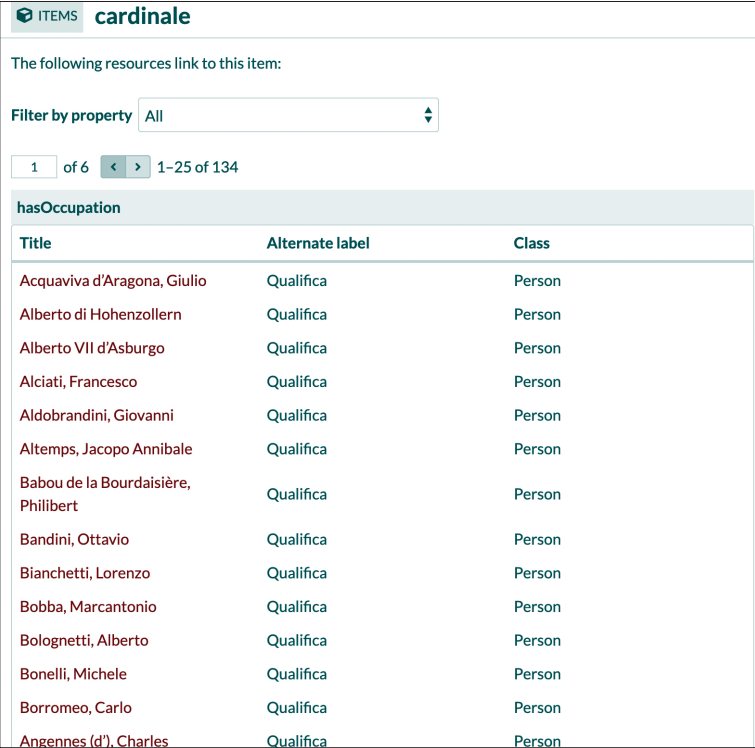 ITEMS cardinale
The following resources link to this item:
Filter by property All
1 of 6 < > 1–25 of 134
hasOccupation
Title Alternate label Class
Acquaviva d’Aragona, Giulio Qualifica Person
Alberto di Hohenzollern Qualifica Person
Alberto VII d’Asburgo Qualifica Person
Alciati, Francesco Qualifica Person
Aldobrandini, Giovanni Qualifica Person
Altemps, Jacopo Annibale Qualifica Person
Babou de la Bourdaisière,
Philibert Qualifica Person
Bandini, Ottavio Qualifica Person
Bianchetti, Lorenzo Qualifica Person
Bobba, Marcantonio Qualifica Person
Bolognetti, Alberto Qualifica Person
Bonelli, Michele Qualifica Person
Borromeo, Carlo Qualifica Person
Angennes (d’), Charles Qualifica Person